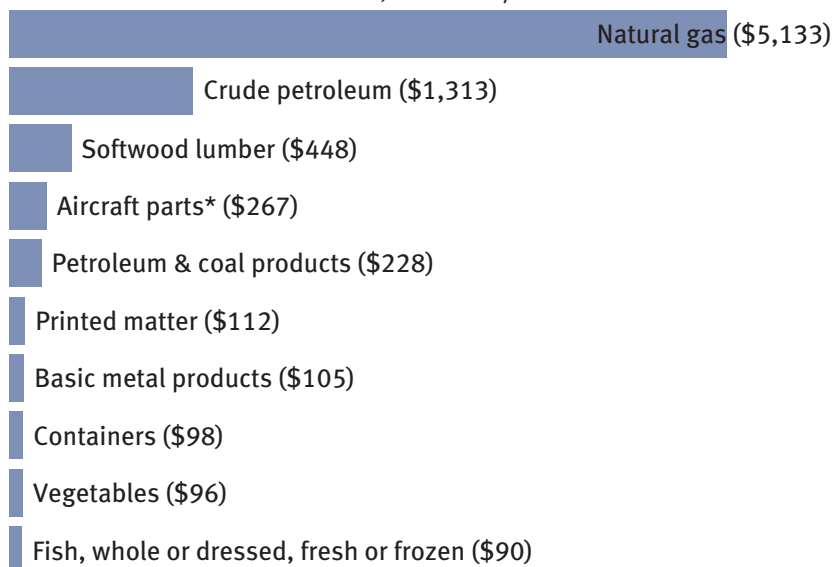 Natural gas ($5,133)
Crude petroleum ($1,313)
Softwood lumber ($448)
Aircraft parts* ($267)
Petroleum & coal products ($228)
Printed matter ($112)
Basic metal products ($105)
Containers ($98)
Vegetables ($96)
Fish, whole or dressed, fresh or frozen ($90)